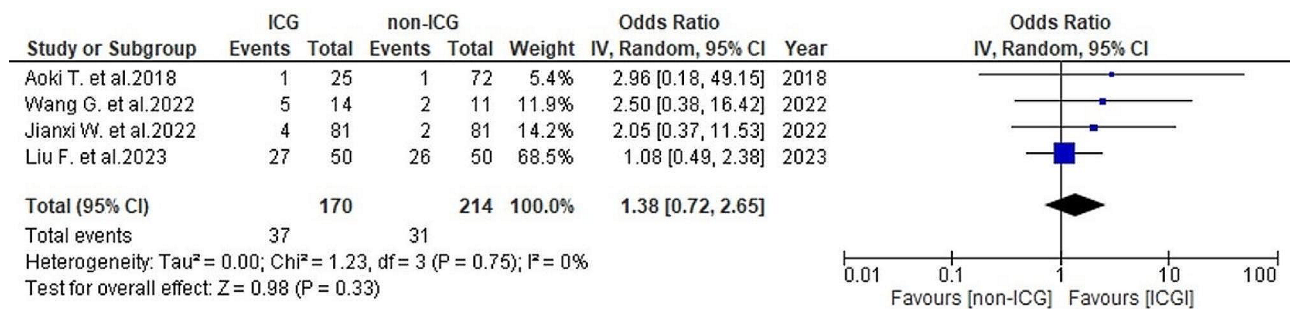 ICG non-ICG Odds Ratio Odds Ratio
Study or Subgroup Events Total Events Total Weight IV, Random, 95% CI Year IV, Random, 95% CI
Aoki T. et al.2018 1 25 1 72 5.4% 2.96 [0.18, 49.15] 2018
Wang G. et al.2022 5 14 2 11 11.9% 2.50 [0.38, 16.42] 2022
Jianxi W. et al.2022 4 81 2 81 14.2% 2.05 [0.37, 11.53] 2022
Liu F. et al.2023 27 50 26 50 68.5% 1.08 [0.49, 2.38] 2023
Total (95% CI) 170 214 100.0% 1.38 [0.72, 2.65]
Total events 37 31
Heterogeneity: Tau² = 0.00; Chi² = 1.23, df = 3 (P = 0.75); I² = 0%
Test for overall effect: Z = 0.98 (P = 0.33)
0.01 0.1 1 10 100
Favours [non-ICG] Favours [ICGI]